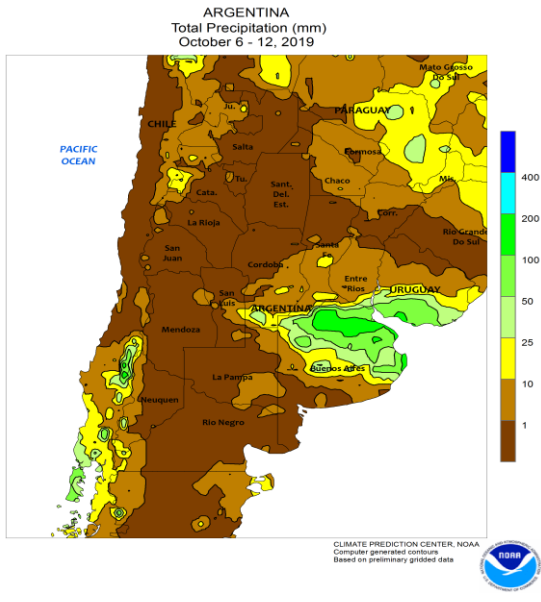 ARGENTINA
Total Precipitation (mm)
October 6 - 12, 2019
Mato Grosso
Do Sul
Ju.
PARAGUAY
CHILE
PACIFIC
OCEAN
Salta
Formosa
Tu.
Chaco
Mis.
Cata.
Sant.
Del.
Est.
Corr.
La Rioja
Rio Grande
Do Sul
San
Juan
Santa
Fe
Cordoba
Entre
Rios
San
Luis
URUGUAY
ARGENTINA
Mendoza
Buenos Aires
La Pampa
Neuquen
Rio Negro
400
200
100
50
25
10
1
CLIMATE PREDICTION CENTER, NOAA
Computer generated contours
Based on preliminary gridded data
NOAA